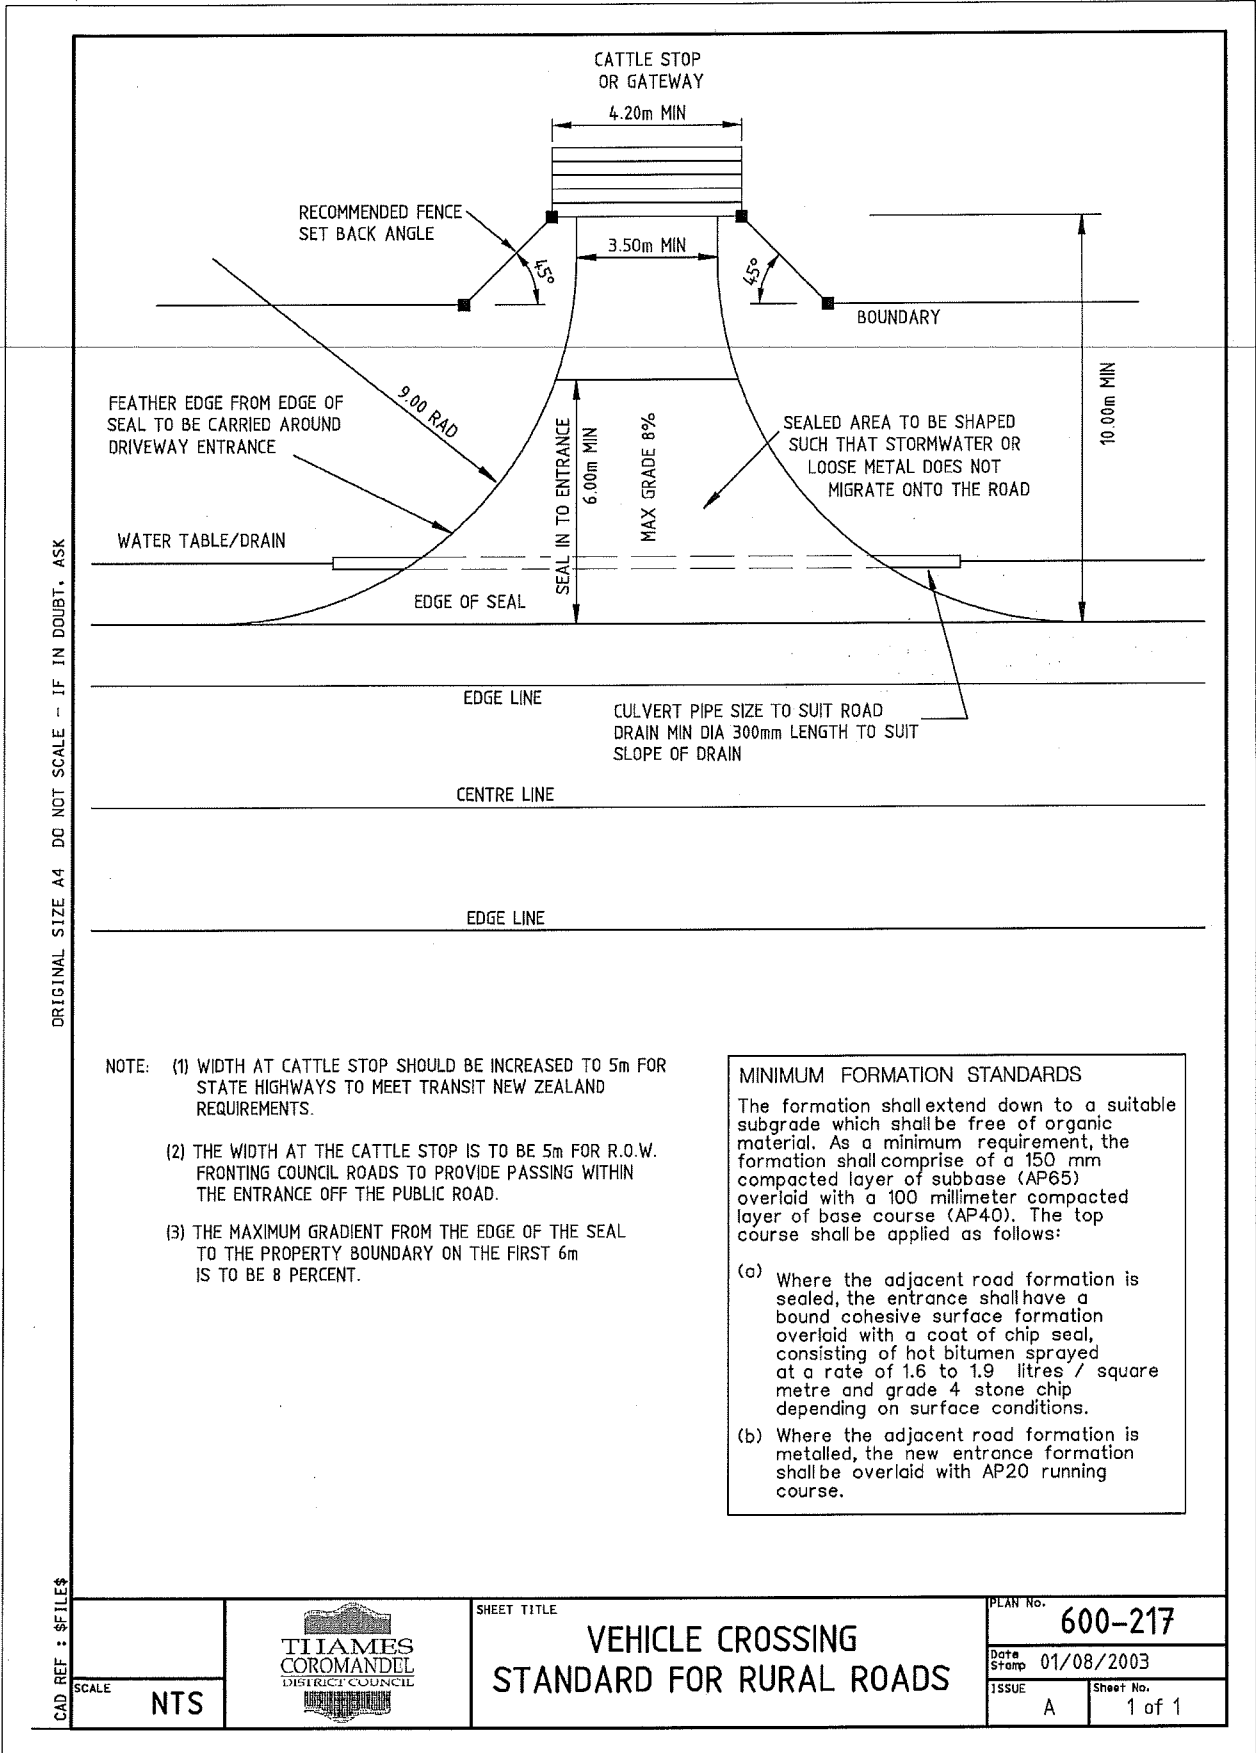 CATTLE STOP
OR GATEWAY
4.20m MIN
RECOMMENDED FENCE
SET BACK ANGLE
3.50m MIN
45°
45°
BOUNDARY
9.00 RAD
FEATHER EDGE FROM EDGE OF
SEAL TO BE CARRIED AROUND
DRIVEWAY ENTRANCE
SEAL IN TO ENTRANCE
6.00m MIN
MAX GRADE 8%
SEALED AREA TO BE SHAPED
SUCH THAT STORMWATER OR
LOOSE METAL DOES NOT
MIGRATE ONTO THE ROAD
10.00m MIN
WATER TABLE/DRAIN
EDGE OF SEAL
EDGE LINE
CULVERT PIPE SIZE TO SUIT ROAD
DRAIN MIN DIA 300mm LENGTH TO SUIT
SLOPE OF DRAIN
CENTRE LINE
EDGE LINE
ORIGINAL SIZE A4 DO NOT SCALE - IF IN DOUBT, ASK
NOTE: (1) WIDTH AT CATTLE STOP SHOULD BE INCREASED TO 5m FOR
STATE HIGHWAYS TO MEET TRANSIT NEW ZEALAND
REQUIREMENTS.
(2) THE WIDTH AT THE CATTLE STOP IS TO BE 5m FOR R.O.W.
FRONTING COUNCIL ROADS TO PROVIDE PASSING WITHIN
THE ENTRANCE OFF THE PUBLIC ROAD.
(3) THE MAXIMUM GRADIENT FROM THE EDGE OF THE SEAL
TO THE PROPERTY BOUNDARY ON THE FIRST 6m
IS TO BE 8 PERCENT.
MINIMUM FORMATION STANDARDS
The formation shall extend down to a suitable
subgrade which shall be free of organic
material. As a minimum requirement, the
formation shall comprise of a 150 mm
compacted layer of subbase (AP65)
overlaid with a 100 millimeter compacted
layer of base course (AP40). The top
course shall be applied as follows:
(a) Where the adjacent road formation is
sealed, the entrance shall have a
bound cohesive surface formation
overlaid with a coat of chip seal,
consisting of hot bitumen sprayed
at a rate of 1.6 to 1.9 litres / square
metre and grade 4 stone chip
depending on surface conditions.
(b) Where the adjacent road formation is
metalled, the new entrance formation
shall be overlaid with AP20 running
course.
CAD REF : $FILE$
SCALE
NTS
THAMES
COROMANDEL
DISTRICT COUNCIL
SHEET TITLE
VEHICLE CROSSING
STANDARD FOR RURAL ROADS
PLAN No.
600-217
Date
Stamp 01/08/2003
ISSUE
A
Sheet No.
1 of 1